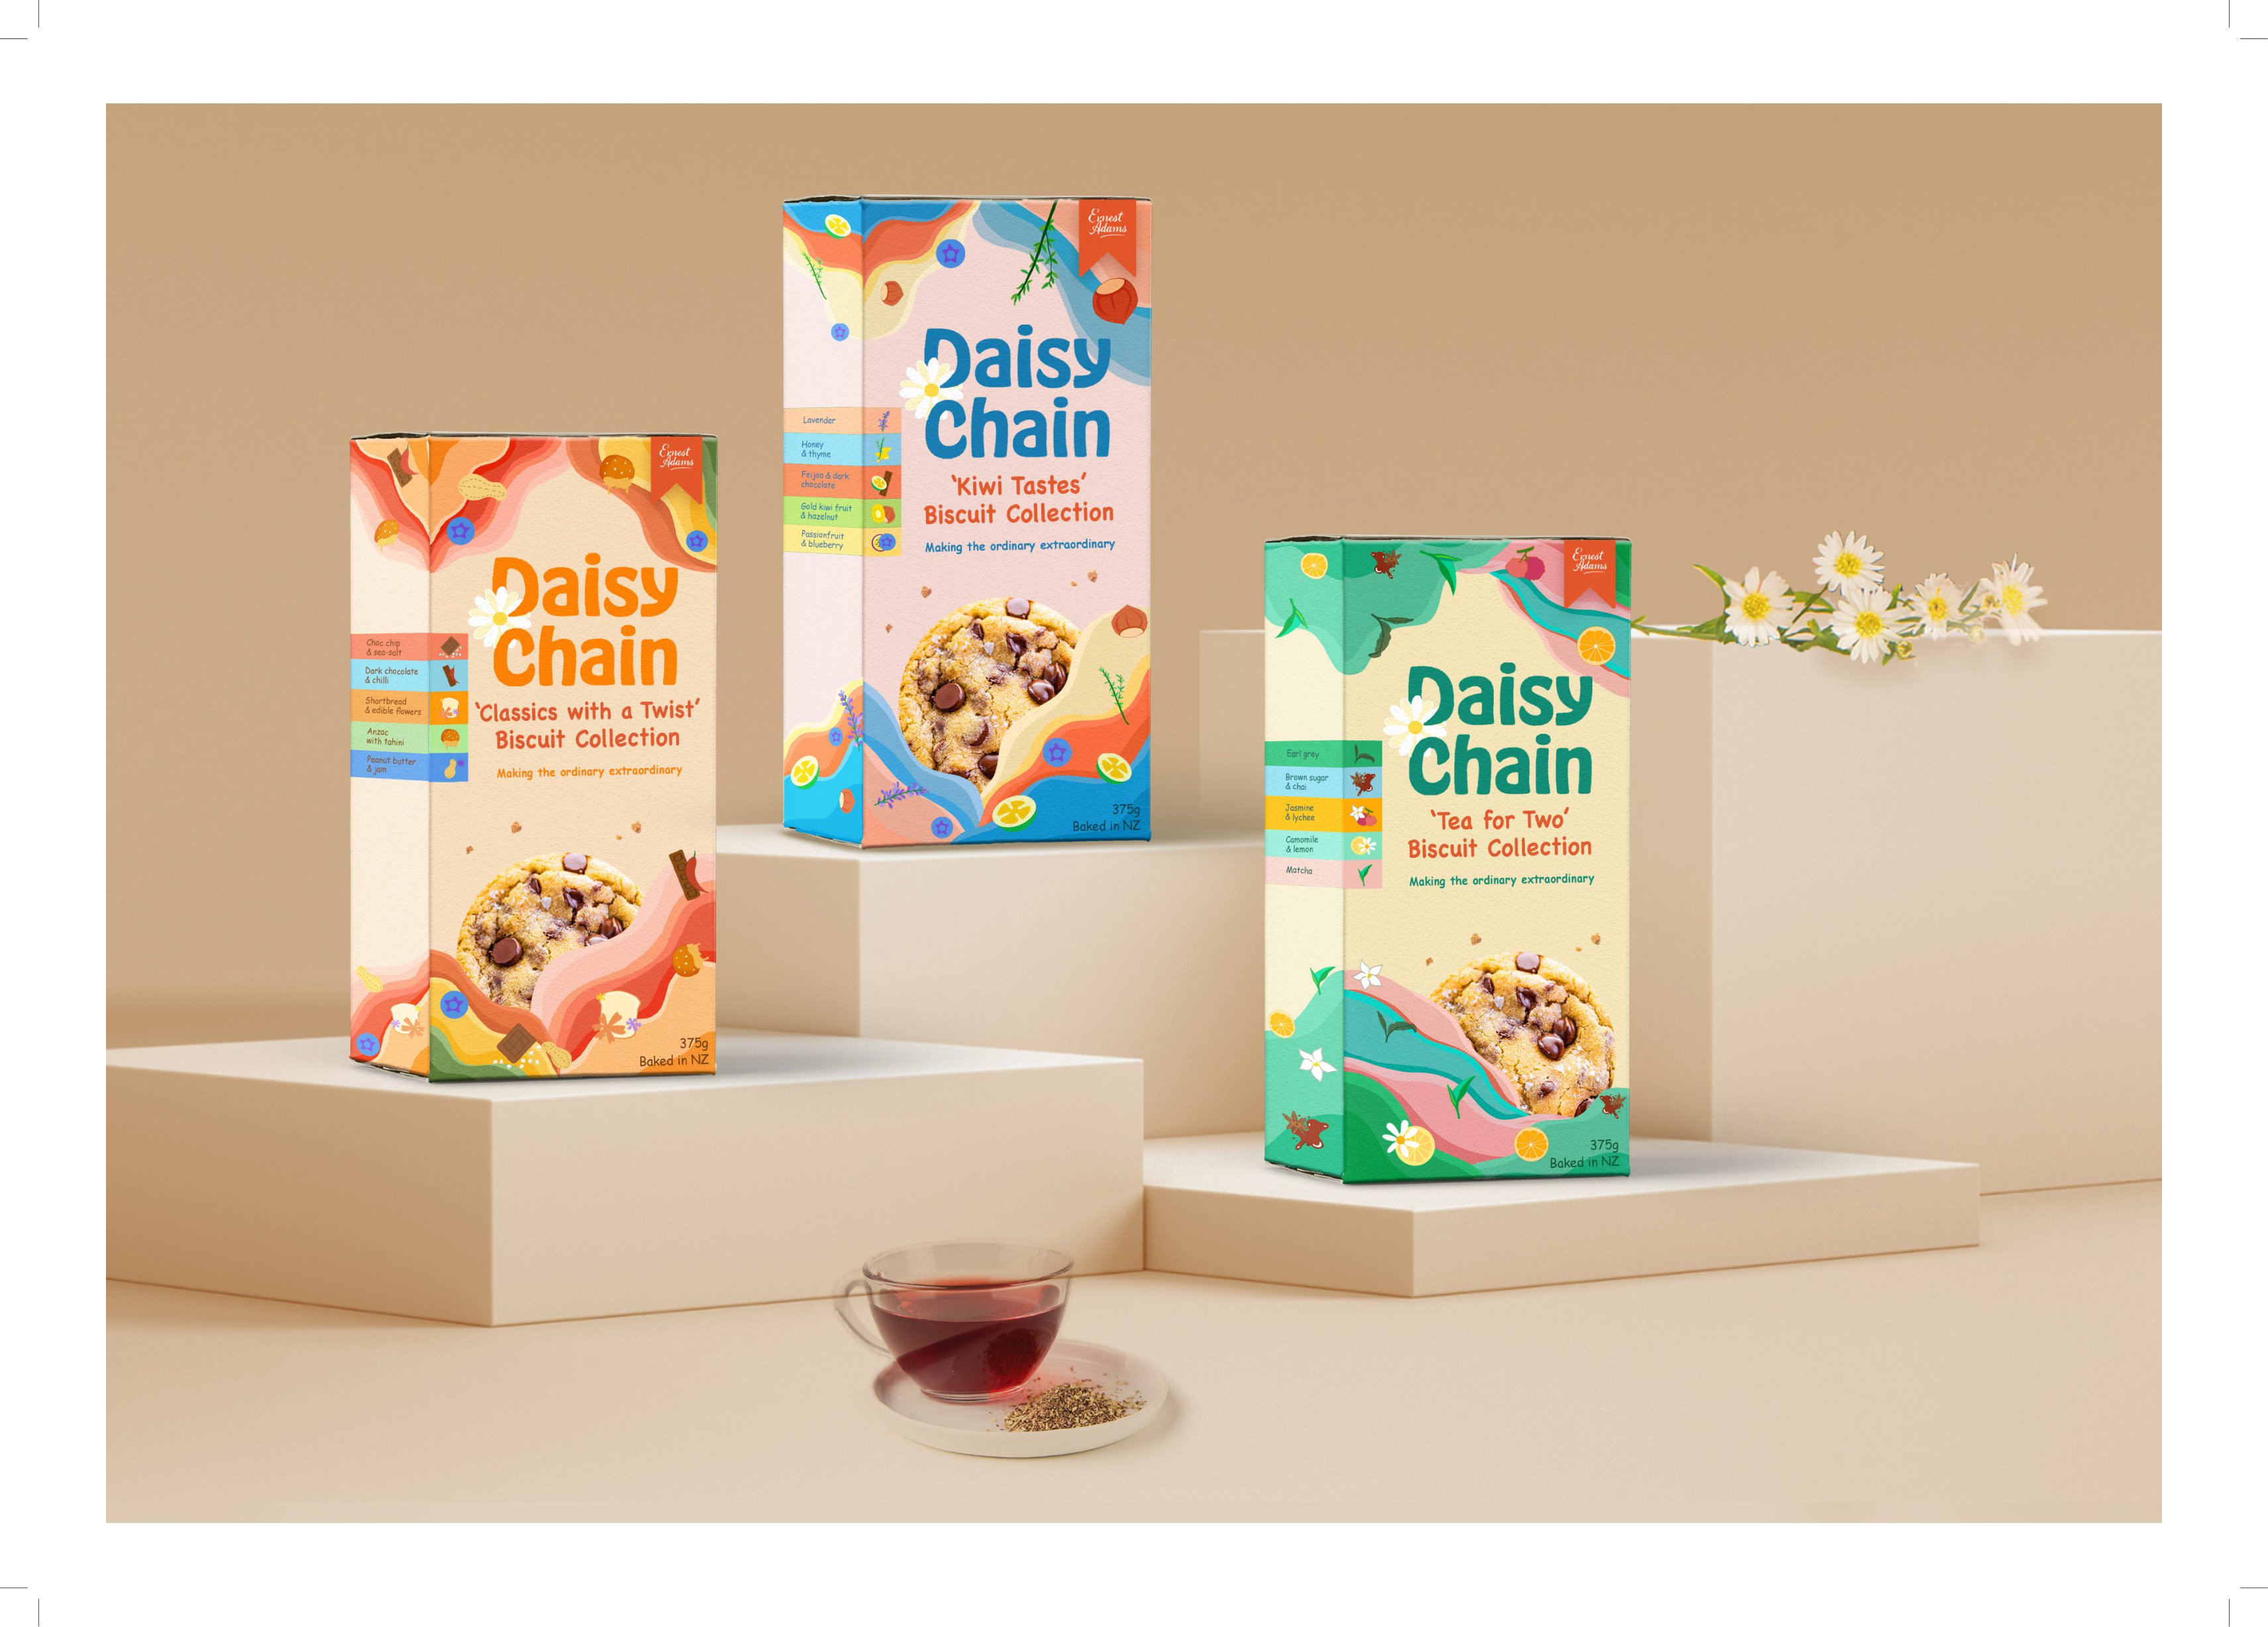 Ernest
Adams
Daisy
Chain
Choc chip
& sea-salt
Dark chocolate
& chilli
Shortbread
& edible flowers
Anzac
with tahini
Peanut butter
& jam
‘Classics with a Twist’
Biscuit Collection
Making the ordinary extraordinary
375g
Baked in NZ
Ernest
Adams
Daisy
Chain
Lavender
Honey
& thyme
Feijoa & dark
chocolate
Gold kiwi fruit
& hazelnut
Passionfruit
& blueberry
‘Kiwi Tastes’
Biscuit Collection
Making the ordinary extraordinary
375g
Baked in NZ
Ernest
Adams
Daisy
Chain
Earl grey
Brown sugar
& chai
Jasmine
& lychee
Camomile
& lemon
Matcha
‘Tea for Two’
Biscuit Collection
Making the ordinary extraordinary
375g
Baked in NZ